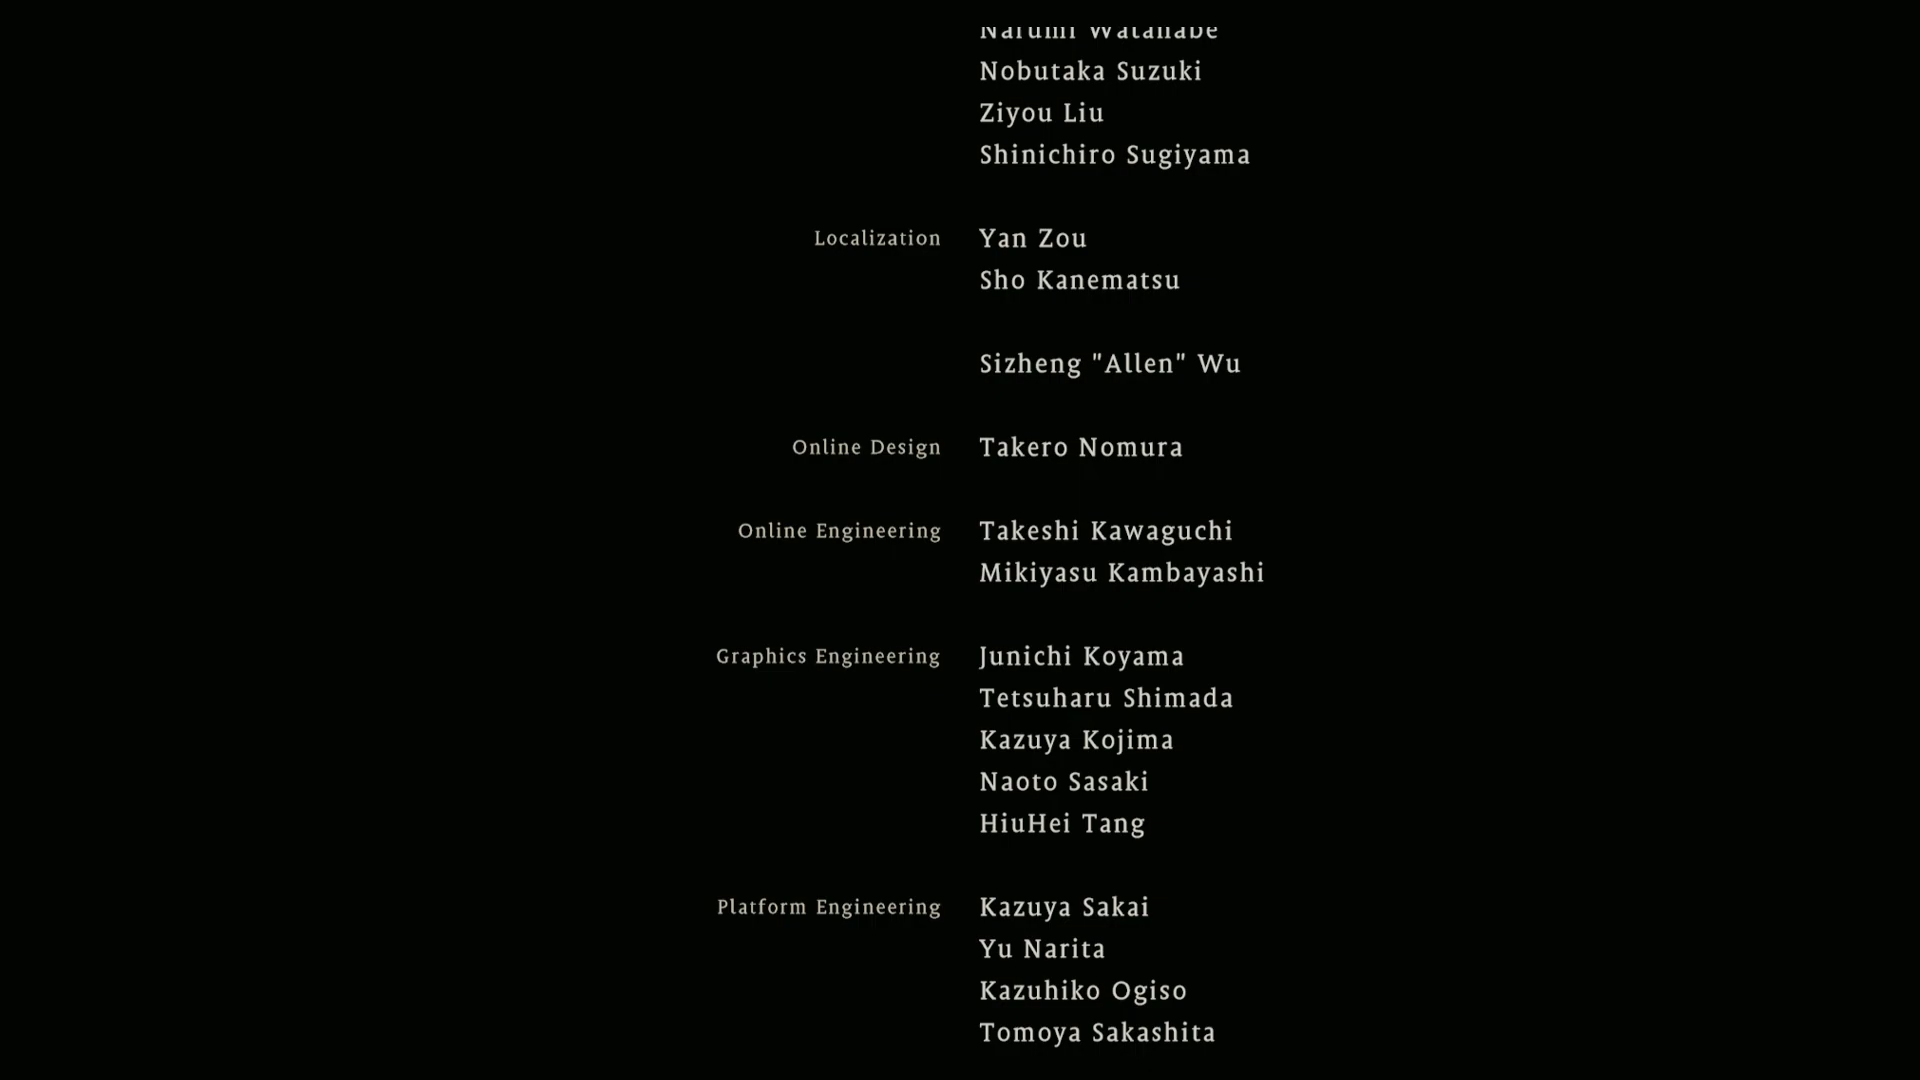 Narumi Watanabe
Nobutaka Suzuki
Ziyou Liu
Shinichiro Sugiyama
Localization Yan Zou
Sho Kanematsu
Sizheng "Allen" Wu
Online Design Takero Nomura
Online Engineering Takeshi Kawaguchi
Mikiyasu Kambayashi
Graphics Engineering Junichi Koyama
Tetsuharu Shimada
Kazuya Kojima
Naoto Sasaki
HiuHei Tang
Platform Engineering Kazuya Sakai
Yu Narita
Kazuhiko Ogiso
Tomoya Sakashita